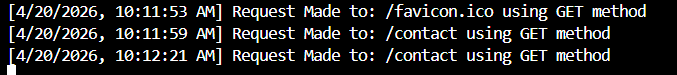 [4/20/2026, 10:11:53 AM] Request Made to: /favicon.ico using GET method
[4/20/2026, 10:11:59 AM] Request Made to: /contact using GET method
[4/20/2026, 10:12:21 AM] Request Made to: /contact using GET method